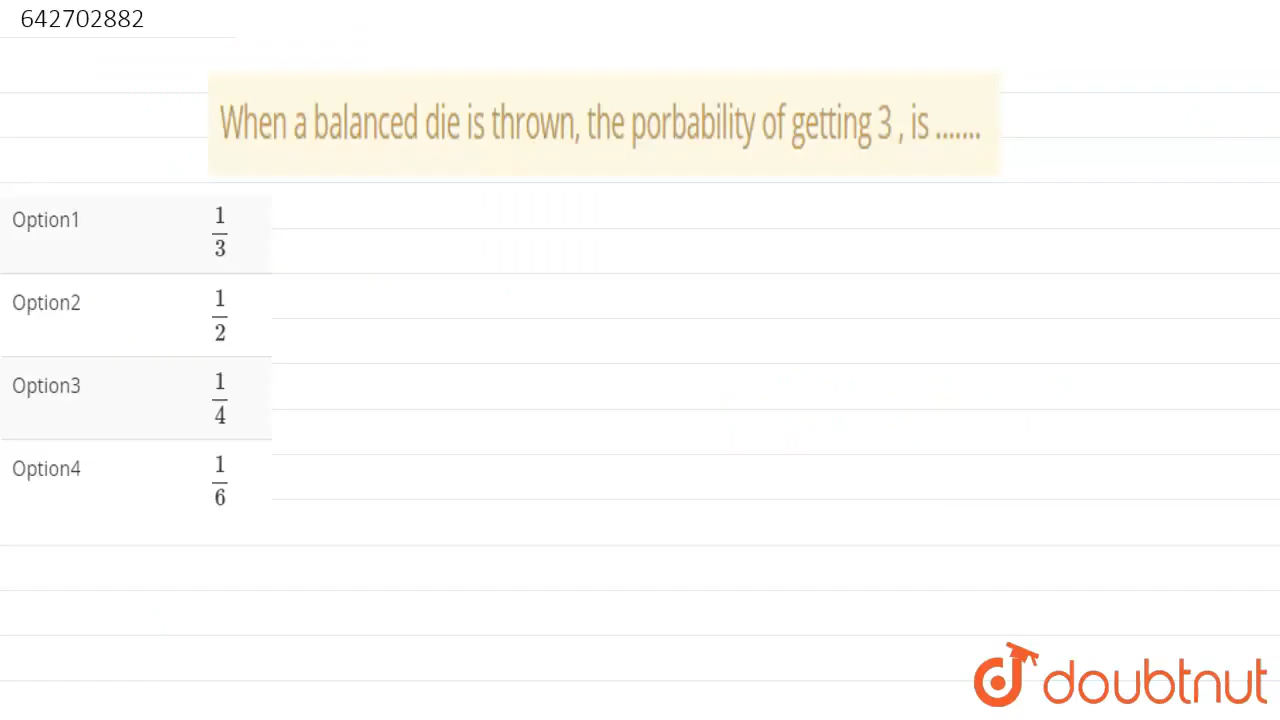 642702882
When a balanced die is thrown, the porbability of getting 3 , is .......
Option1 1/3
Option2 1/2
Option3 1/4
Option4 1/6
doubtnut